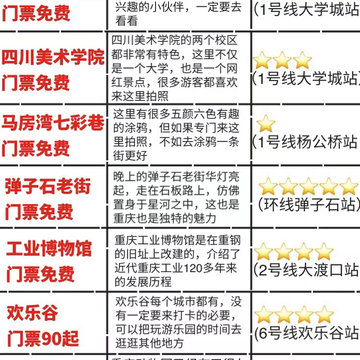 门票免费
兴趣的小伙伴，一定要去
看看
(1号线大学城站)
四川美术学院
门票免费
四川美术学院的两个校区
都非常有特色，这里不仅
是一个大学，也是一个网
红景点，很多游客都喜欢
来这里拍照
(1号线大学城站)
马房湾七彩巷
门票免费
这里有很多五颜六色有趣
的涂鸦，但如果专门来这
里拍照，不如去涂鸦一条
街更好
(1号线杨公桥站)
弹子石老街
门票免费
晚上的弹子石老街华灯亮
起，走在石板路上，仿佛
置身于星河之中，这也是
重庆也是独特的魅力
(环线弹子石站)
工业博物馆
门票免费
重庆工业博物馆是在重钢
的旧址上改建的，介绍了
近代重庆工业120多年来
的发展历程
(2号线大渡口站)
欢乐谷
门票90起
欢乐谷每个城市都有，没
有一定要来打卡的必要，
可以把玩游乐园的时间去
逛逛其他地方
(6号线欢乐谷站)